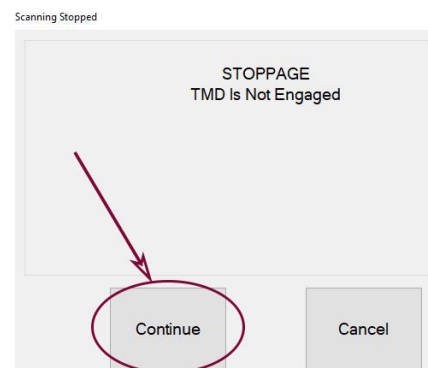 Scanning Stopped
STOPPAGE
TMD Is Not Engaged
Continue
Cancel